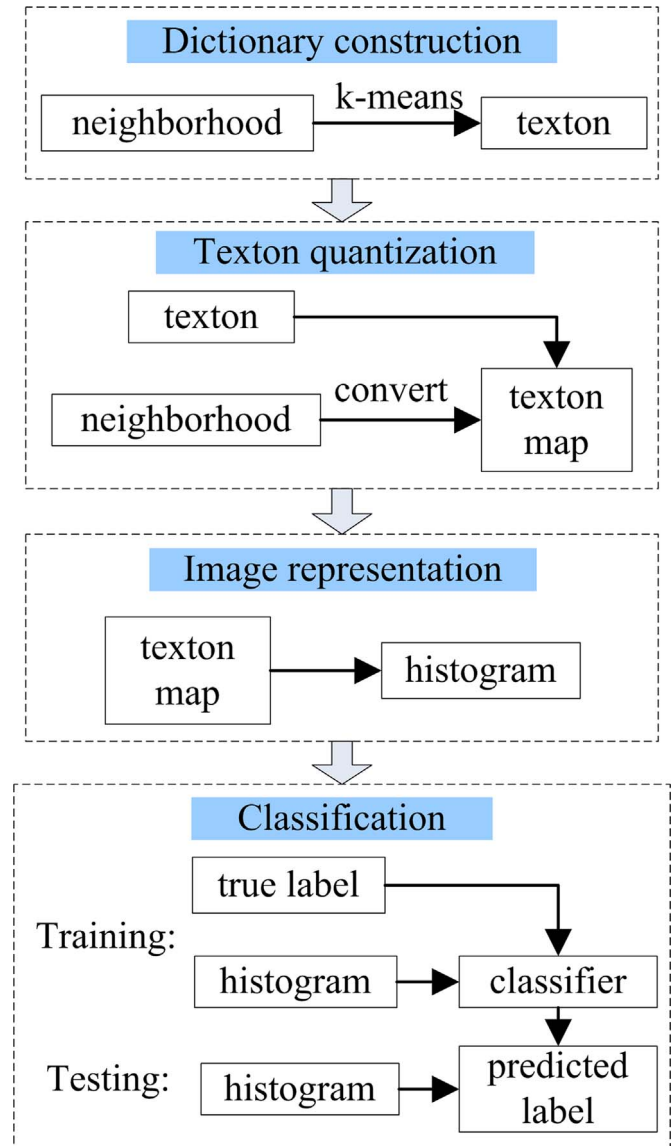 Dictionary construction
neighborhood
k-means
texton
Texton quantization
texton
neighborhood
convert
texton
map
Image representation
texton
map
histogram
Classification
true label
Training:
histogram
classifier
Testing:
histogram
predicted
label